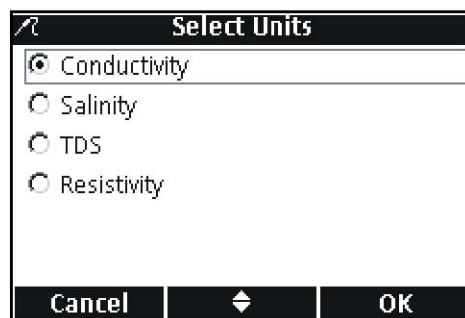 Select Units
Conductivity
Salinity
TDS
Resistivity
Cancel OK